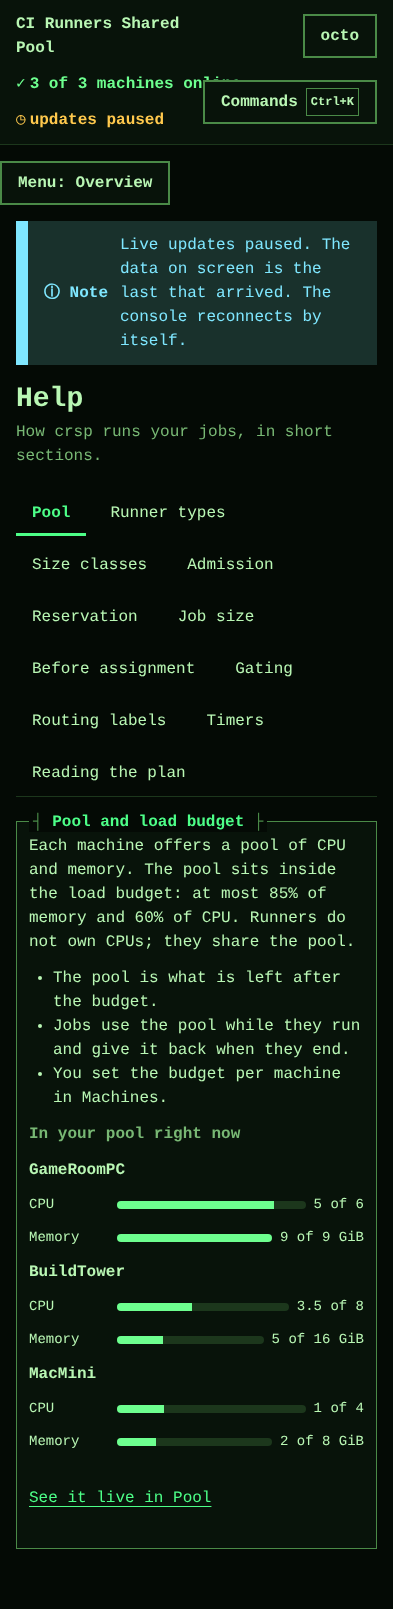 CI Runners Shared
Pool
octo
✓ 3 of 3 machines
Commands Ctrl+K
◷ updates paused
Menu: Overview
ⓘ Note
Live updates paused. The
data on screen is the
last that arrived. The
console reconnects by
itself.
Help
How crsp runs your jobs, in short
sections.
Pool Runner types
Size classes Admission
Reservation Job size
Before assignment Gating
Routing labels Timers
Reading the plan
Pool and load budget
Each machine offers a pool of CPU
and memory. The pool sits inside
the load budget: at most 85% of
memory and 60% of CPU. Runners do
not own CPUs; they share the pool.
• The pool is what is left after
the budget.
• Jobs use the pool while they run
and give it back when they end.
• You set the budget per machine
in Machines.
In your pool right now
GameRoomPC
CPU 5 of 6
Memory 9 of 9 GiB
BuildTower
CPU 3.5 of 8
Memory 5 of 16 GiB
MacMini
CPU 1 of 4
Memory 2 of 8 GiB
See it live in Pool